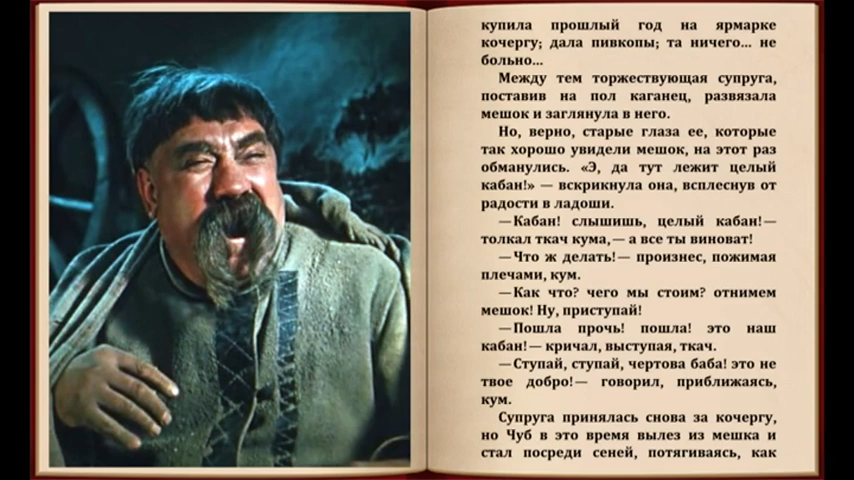 купила прошлый год на ярмарке
кочергу; дала пивкопы; та ничего... не
больно...
Между тем торжествующая супруга,
поставив на пол каганец, развязала
мешок и заглянула в него.
Но, верно, старые глаза ее, которые
так хорошо увидели мешок, на этот раз
обманулись. «Э, да тут лежит целый
кабан!» — вскрикнула она, всплеснув от
радости в ладоши.
—Кабан! слышишь, целый кабан!—
толкал ткач кума,— а все ты виноват!
—Что ж делать!— произнес, пожимая
плечами, кум.
—Как что? чего мы стоим? отнимем
мешок! Ну, приступай!
—Пошла прочь! пошла! это наш
кабан!— кричал, выступая, ткач.
—Ступай, ступай, чертова баба! это не
твое добро!— говорил, приближаясь,
кум.
Супруга принялась снова за кочергу,
но Чуб в это время вылез из мешка и
стал посреди сеней, потягиваясь, как